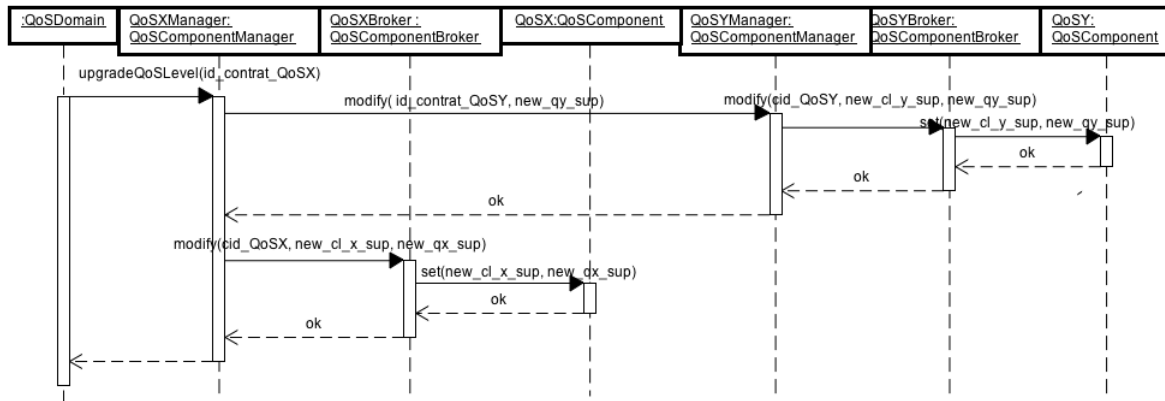 :QoSDomain
QoSXManager:
QoSComponentManager
QoSXBroker :
QoSComponentBroker
QoSX:QoSComponent
QoSYManager:
QoSComponentManager
QoSYBroker:
QoSComponentBroker
QoSY:
QoSComponent
upgradeQoSLevel(id_contrat_QoSX)
modify( id_contrat_QoSY, new_qy_sup)
modify(cid_QoSY, new_cl_y_sup, new_qy_sup)
set(new_cl_y_sup, new_qy_sup)
ok
ok
ok
modify(cid_QoSX, new_cl_x_sup, new_qx_sup)
set(new_cl_x_sup, new_qx_sup)
ok
ok